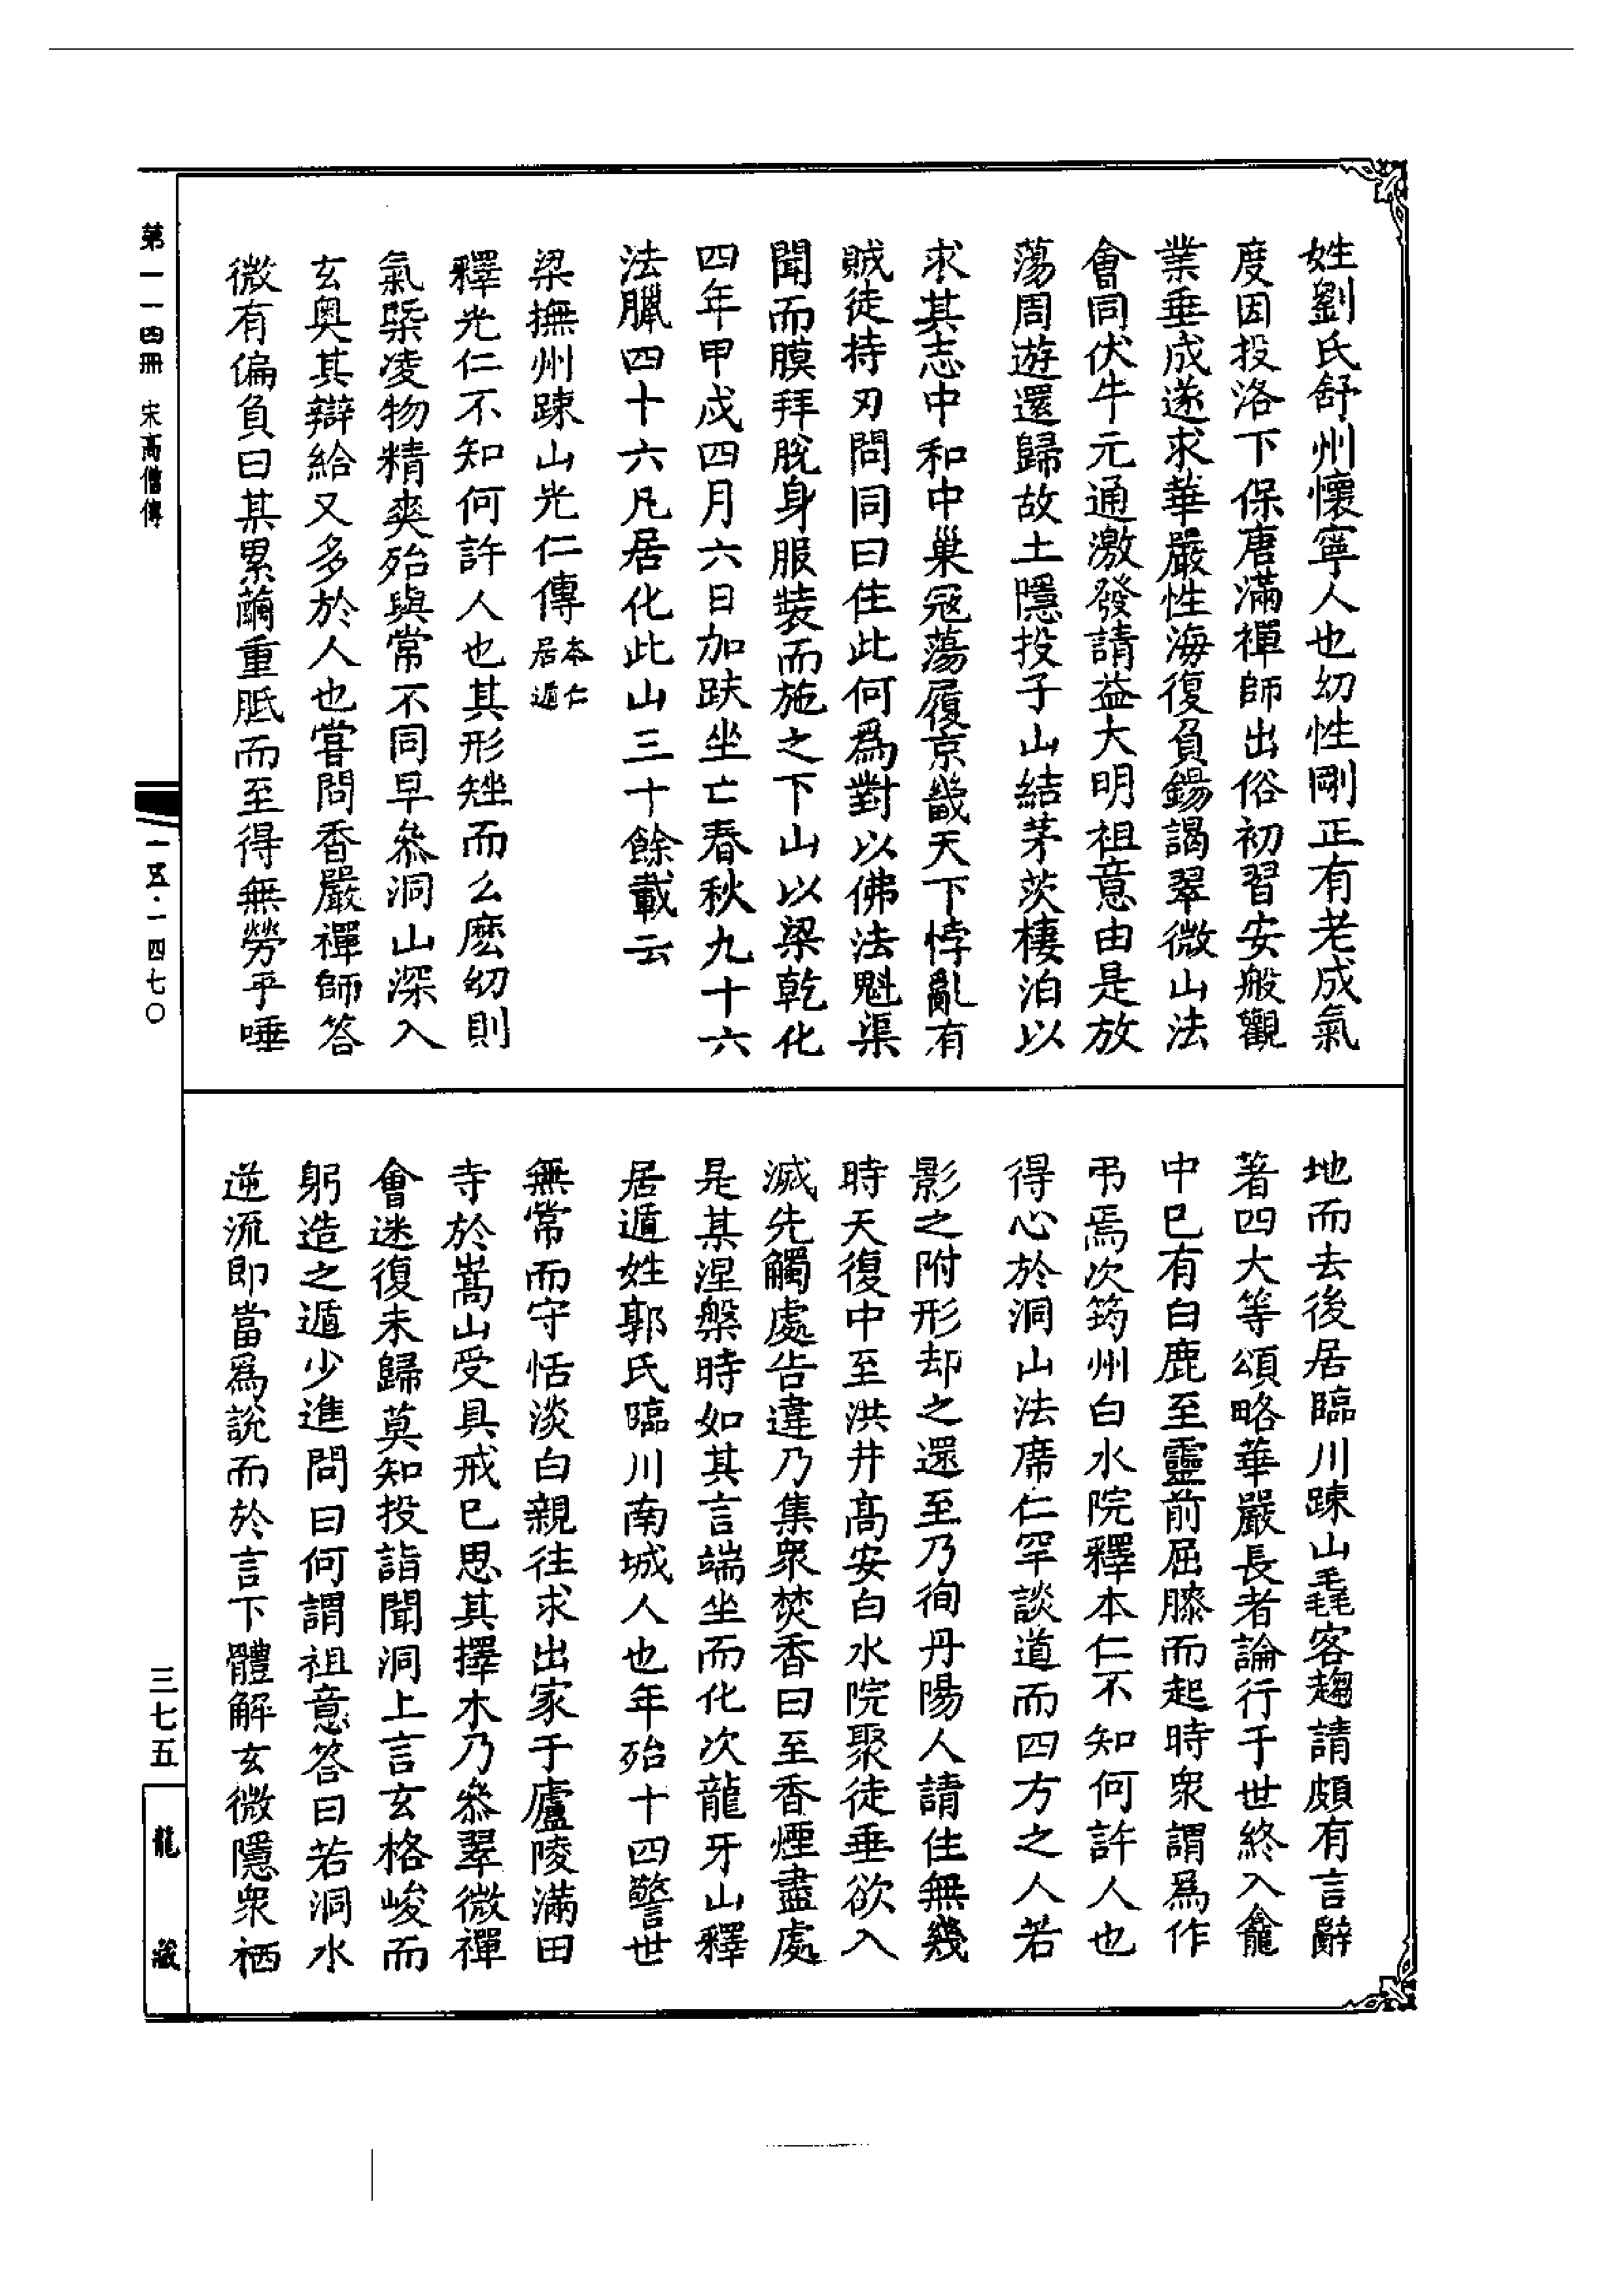 姓劉氏舒州懷寧人也幼性剛正有老成氣
度因投洛下保唐滿禪師出俗初習安般觀
業垂成遂求華嚴性海復負錫謁翠微山法
會同伏牛元通激發請益大明祖意由是放
蕩周遊還歸故土隱投子山結茅茨棲泊以
求其志中和中巢寇蕩履京畿天下悖亂有
賊徒持刃問同曰住此何爲對以佛法魁渠
聞而膜拜脫身服裝而施之下山以梁乾化
四年甲戌四月六日加趺坐亡春秋九十六
法臘四十六凡居化此山三十餘載云
梁撫州踈山光仁傳本仁居遁
釋光仁不知何許人也其形矬而么麽幼則
氣槩凌物精爽殆與常不同早叅洞山深入
玄奧其辯給又多於人也嘗問香嚴禪師答
微有偏負曰某累繭重胝而至得無勞乎唾
地而去後居臨川踈山毳客趨請頗有言辭
著四大等頌略華嚴長者論行于世終入龕
中已有白鹿至靈前屈膝而起時衆謂爲作
弔焉次筠州白水院釋本仁不知何許人也
得心於洞山法席仁罕談道而四方之人若
影之附形却之還至乃徇丹陽人請住無幾
時天復中至洪井高安白水院聚徒垂欲入
滅先觸處告違乃集衆焚香曰至香煙盡處
是某涅槃時如其言端坐而化次龍牙山釋
居遁姓郭氏臨川南城人也年殆十四警世
無常而守恬淡白親往求出家于廬陵滿田
寺於嵩山受具戒已思其擇木乃叅翠微禪
會迷復未歸莫知投詣聞洞上言玄格峻而
躬造之遁少進問曰何謂祖意答曰若洞水
逆流即當爲說而於言下體解玄微隱衆栖
第一一四冊 宋高僧傳
一五·一四七〇
三七五
龍藏